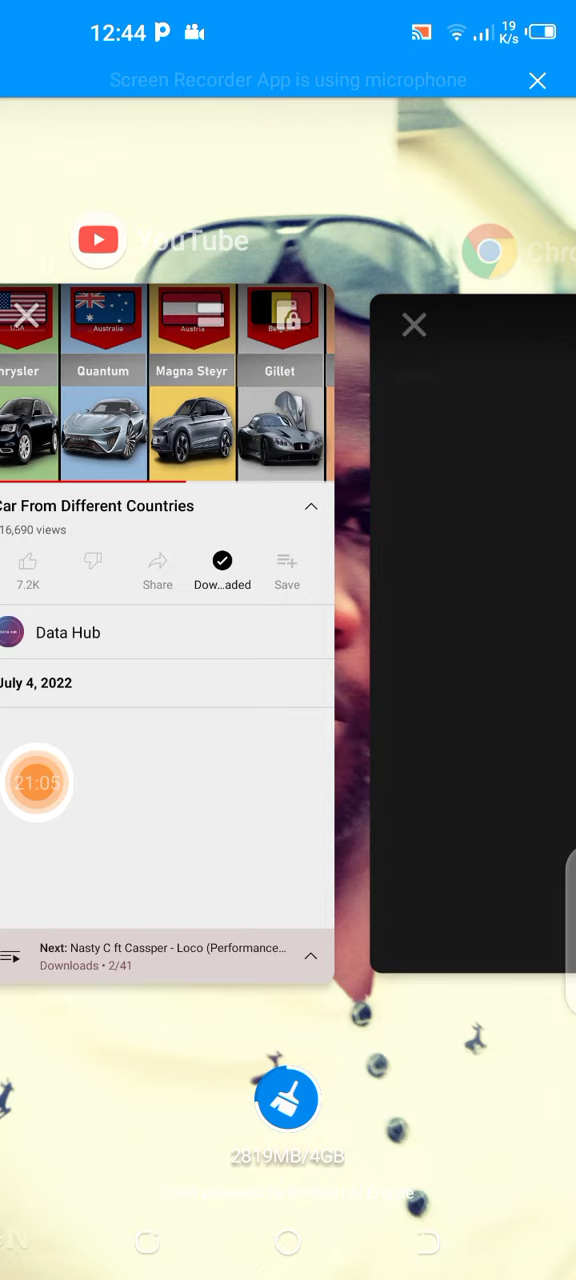 12:44
19
K/s
Screen Recorder App is using microphone
YouTube
Chro
USA
Australia
Austria
Be
hrysler
Quantum
Magna Steyr
Gillet
Car From Different Countries
16,690 views
7.2K
Share
Dow...aded
Save
Data Hub
July 4, 2022
21:05
Next: Nasty C ft Cassper - Loco (Performance...
Downloads • 2/41
2819MB/4GB